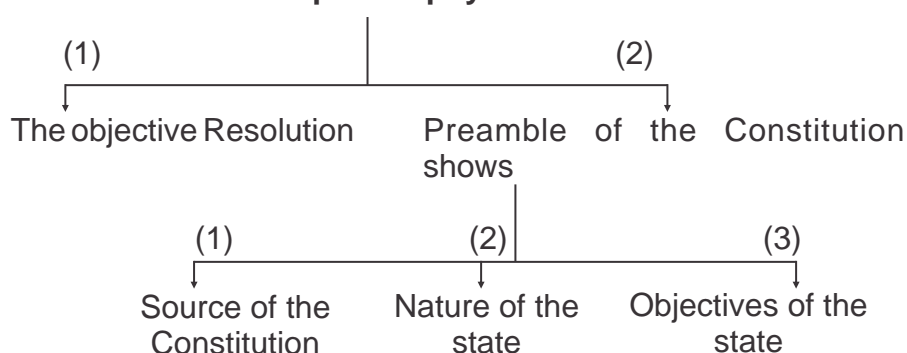 (1) (2)
The objective Resolution Preamble of the Constitution
shows
(1) (2) (3)
Source of the Nature of the Objectives of the
Constitution state state